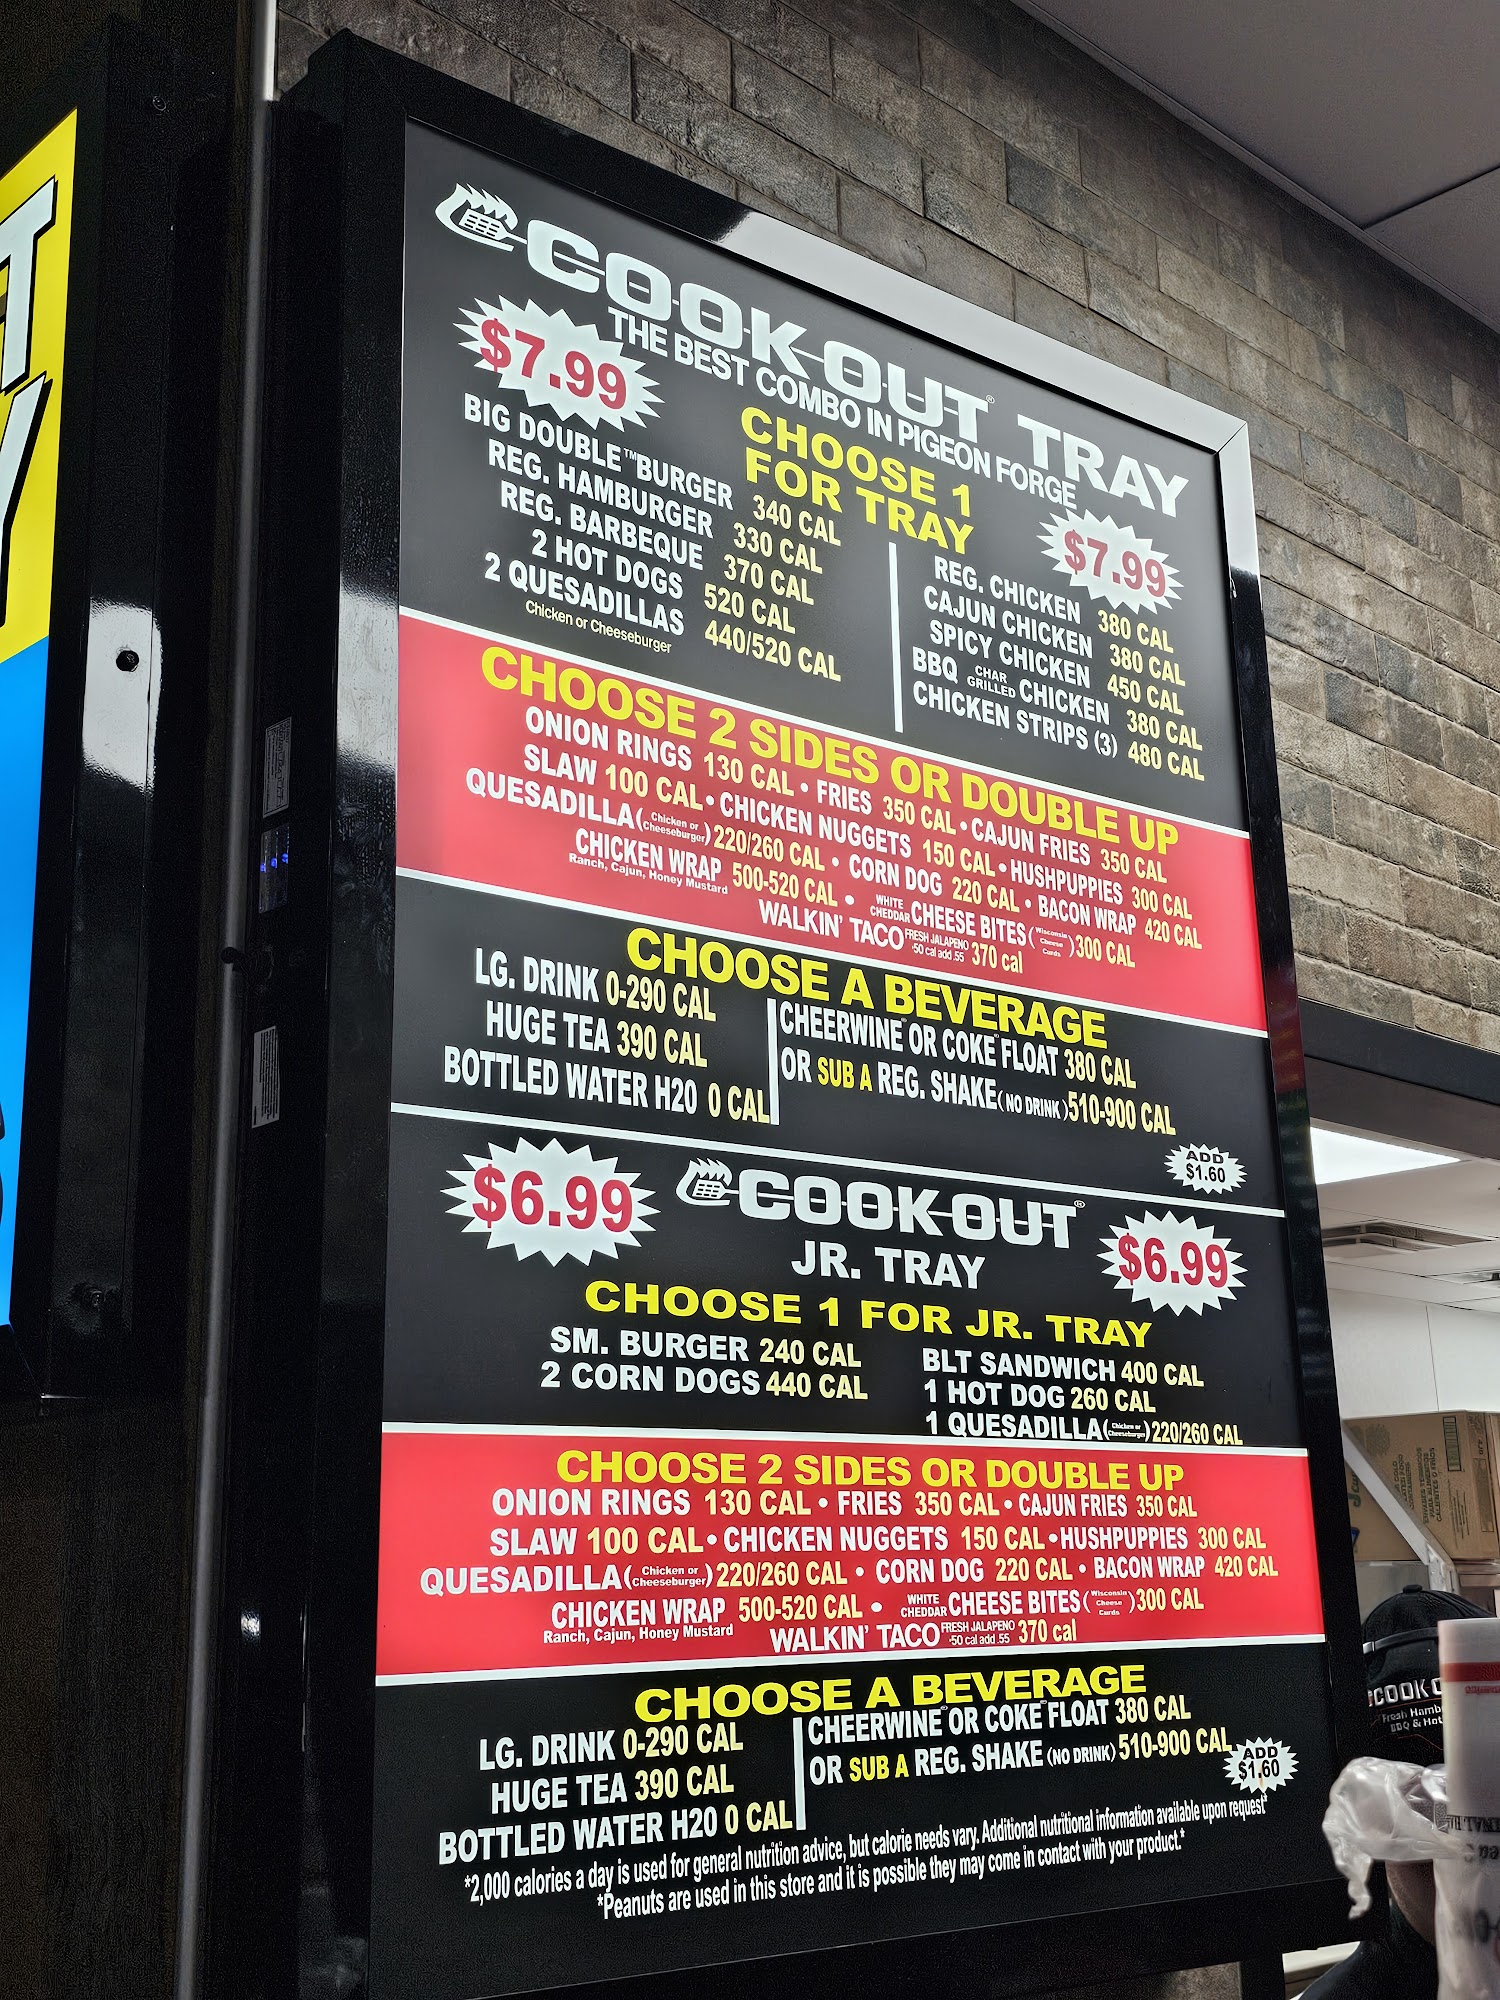 COOK OUT® TRAY
THE BEST COMBO IN PIGEON FORGE
$7.99
CHOOSE 1
FOR TRAY
$7.99
BIG DOUBLE™ BURGER 340 CAL
REG. HAMBURGER 330 CAL
REG. BARBEQUE 370 CAL
2 HOT DOGS 520 CAL
2 QUESADILLAS 440/520 CAL
Chicken or Cheeseburger
REG. CHICKEN 380 CAL
CAJUN CHICKEN 380 CAL
SPICY CHICKEN 450 CAL
BBQ CHAR GRILLED CHICKEN 380 CAL
CHICKEN STRIPS (3) 480 CAL
CHOOSE 2 SIDES OR DOUBLE UP
ONION RINGS 130 CAL • FRIES 350 CAL • CAJUN FRIES 350 CAL
SLAW 100 CAL • CHICKEN NUGGETS 150 CAL • HUSHPUPPIES 300 CAL
QUESADILLA (Chicken or Cheeseburger) 220/260 CAL • CORN DOG 220 CAL • BACON WRAP 420 CAL
CHICKEN WRAP 500-520 CAL • WHITE CHEDDAR CHEESE BITES (Wisconsin Cheese Curds) 300 CAL
Ranch, Cajun, Honey Mustard
WALKIN' TACO FRESH JALAPENO -50 cal add .55 370 cal
CHOOSE A BEVERAGE
LG. DRINK 0-290 CAL
HUGE TEA 390 CAL
BOTTLED WATER H20 0 CAL
CHEERWINE® OR COKE® FLOAT 380 CAL
OR SUB A REG. SHAKE (NO DRINK) 510-900 CAL
ADD
$1.60
$6.99
COOK OUT®
JR. TRAY
$6.99
CHOOSE 1 FOR JR. TRAY
SM. BURGER 240 CAL
2 CORN DOGS 440 CAL
BLT SANDWICH 400 CAL
1 HOT DOG 260 CAL
1 QUESADILLA (Chicken or Cheeseburger) 220/260 CAL
CHOOSE 2 SIDES OR DOUBLE UP
ONION RINGS 130 CAL • FRIES 350 CAL • CAJUN FRIES 350 CAL
SLAW 100 CAL • CHICKEN NUGGETS 150 CAL • HUSHPUPPIES 300 CAL
QUESADILLA (Chicken or Cheeseburger) 220/260 CAL • CORN DOG 220 CAL • BACON WRAP 420 CAL
CHICKEN WRAP 500-520 CAL • WHITE CHEDDAR CHEESE BITES (Wisconsin Cheese Curds) 300 CAL
Ranch, Cajun, Honey Mustard
WALKIN' TACO FRESH JALAPENO -50 cal add .55 370 cal
CHOOSE A BEVERAGE
LG. DRINK 0-290 CAL
HUGE TEA 390 CAL
BOTTLED WATER H20 0 CAL
CHEERWINE® OR COKE® FLOAT 380 CAL
OR SUB A REG. SHAKE (NO DRINK) 510-900 CAL
ADD
$1.60
*2,000 calories a day is used for general nutrition advice, but calorie needs vary. Additional nutritional information available upon request*
*Peanuts are used in this store and it is possible they may come in contact with your product.*
COOK O
Fresh Hamb
BBQ & Hot